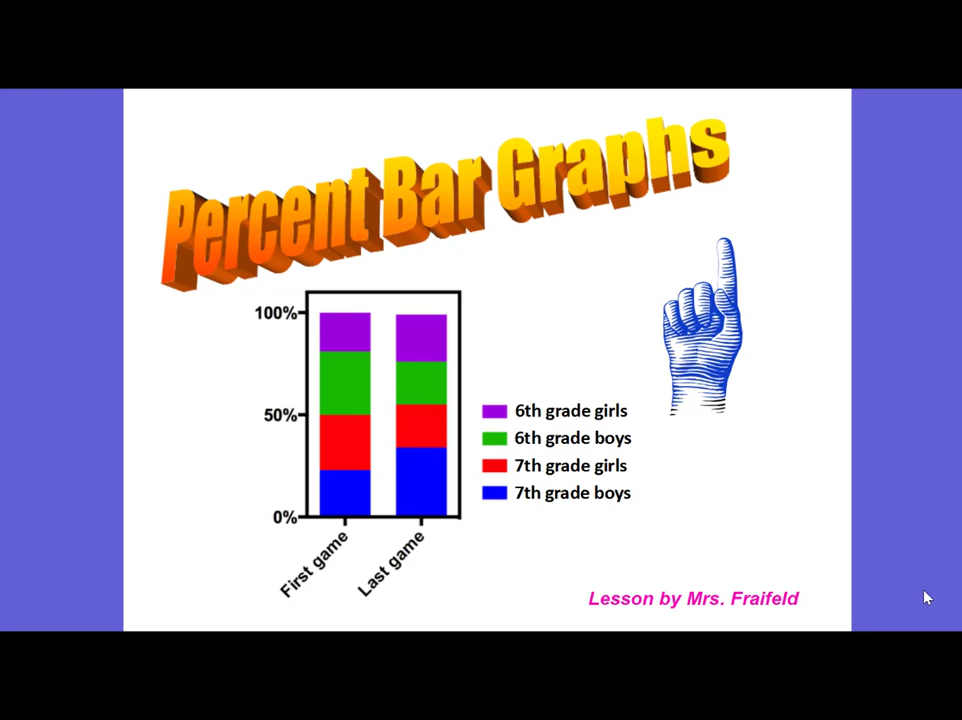 Percent Bar Graphs
100%
50%
0%
First game
Last game
6th grade girls
6th grade boys
7th grade girls
7th grade boys
Lesson by Mrs. Fraifeld